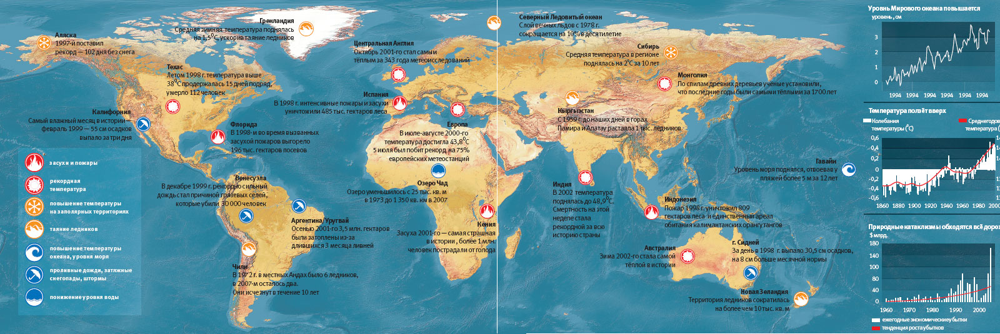 Аляска
1997-й поставил
рекорд — 102 дня без снега
Гренландия
Средняя зимняя температура поднялась
на 1,5°С, ускорив таяние ледников
Северный Ледовитый океан
Слой вечных льдов с 1978 г.
сокращается на 10% в десятилетие
Центральная Англия
Октябрь 2001-го стал самым
тёплым за 343 года метеоисследований
Сибирь
Средняя температура в регионе
поднялась на 2°С за 10 лет
Техас
Летом 1998 г. температура выше
38°С продержалась 15 дней подряд,
умерло 112 человек
Монголия
По спилам древних деревьев учёные установили,
что последние годы были самыми тёплыми за 1700 лет
Испания
В 1998 г. интенсивные пожары и засухи
уничтожили 485 тыс. гектаров леса
Калифорния
Самый влажный месяц в истории —
февраль 1999 — 55 см осадков
выпало за три дня
Флорида
В 1998-м во время вызванных
засухой пожаров выгорело
196 тыс. гектаров посевов
Европа
В июле-августе 2000-го
температура достигла 43,8°С
5 июля был побит рекорд на 75%
европейских метеостанций
Кыргызстан
С 1959 г. до наших дней в горах
Памира и Алатау растаяла 1 тыс. ледников
Гавайи
Уровень моря поднялся, отвоевав у
пляжей более 5 м за 12 лет
Венесуэла
В декабре 1999 г. рекордно сильный
дождь стал причиной грязевых селей,
которые убили 30 000 человек
Озеро Чад
Озеро уменьшилось с 25 тыс. кв. м
в 1973 до 1 350 кв. км в 2007
Индия
В 2002 температура
поднялась до 48,9°С.
Смертность на этой
неделе стала
рекордной за всю
историю страны
Индонезия
Пожар 1998 г. уничтожил 809
гектаров леса и единственный ареал
обитания калимантанских орангутангов
Аргентина/Уругвай
Осенью 2001-го 3,5 млн. гектаров
были затоплены из-за
длившихся 3 месяца ливней
Кения
Засуха 2001-го — самая страшная
в истории , более 1 млн.
человек пострадали от голода
Чили
В 1972 г. в местных Андах было 6 ледников,
в 2007-м осталось два.
Они исчезнут в течение 10 лет
Австралия
Зима 2002-го стала самой
тёплой в истории
г. Сидней
За день в 1998 г. выпало 30,5 см осадков,
на 8 см больше месячной нормы
Новая Зеландия
Территория ледников сократилась
на более чем 10 тыс. кв. м
засухи и пожары
рекордная
температура
повышение температуры
на заполярных территориях
таяние ледников
повышение температуры
океана, уровня моря
проливные дожди, затяжные
снегопады, штормы
понижение уровня воды
Уровень Мирового океана повышается
уровень, см
3
2
1
0
1994 1994 1994 1994 1994 1994
Температура ползёт вверх
Колебания
температуры (°С)
Среднегодов
температура (
0,6
0,4
0,2
0
-0,2
-0,4
-0,6
1860 1880 1900 1920 1940 1960 1980 2000
Природные катаклизмы обходятся всё дорож
$ млрд.
180
140
100
80
40
0
1960 1970 1980 1990 2000
ежегодные экономические убытки
тенденция роста убытков